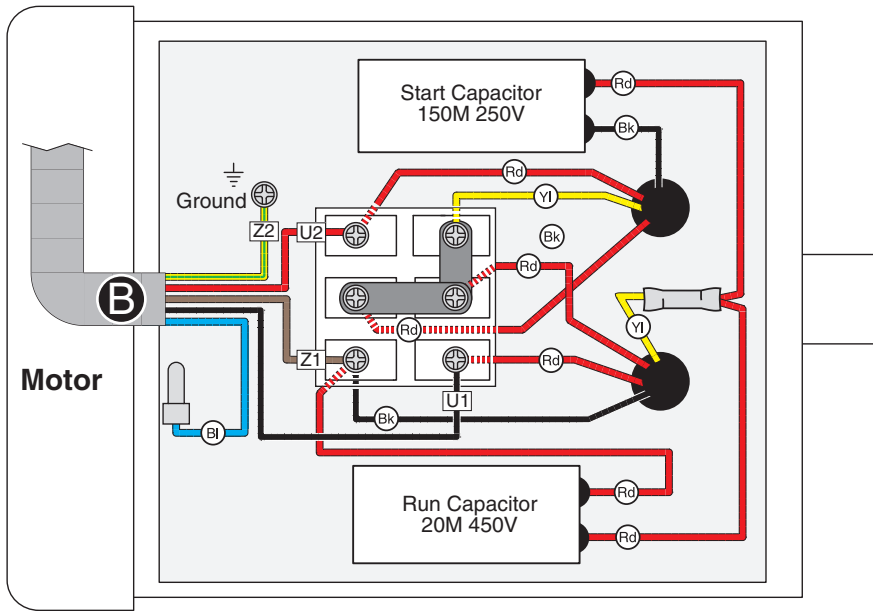 Start Capacitor
150M 250V
Rd
Bk
Rd
Yl
Ground
Z2
U2
Bk
Rd
B
Rd
Yl
Motor
Z1
Rd
U1
Bk
Bl
Run Capacitor
20M 450V
Rd
Rd